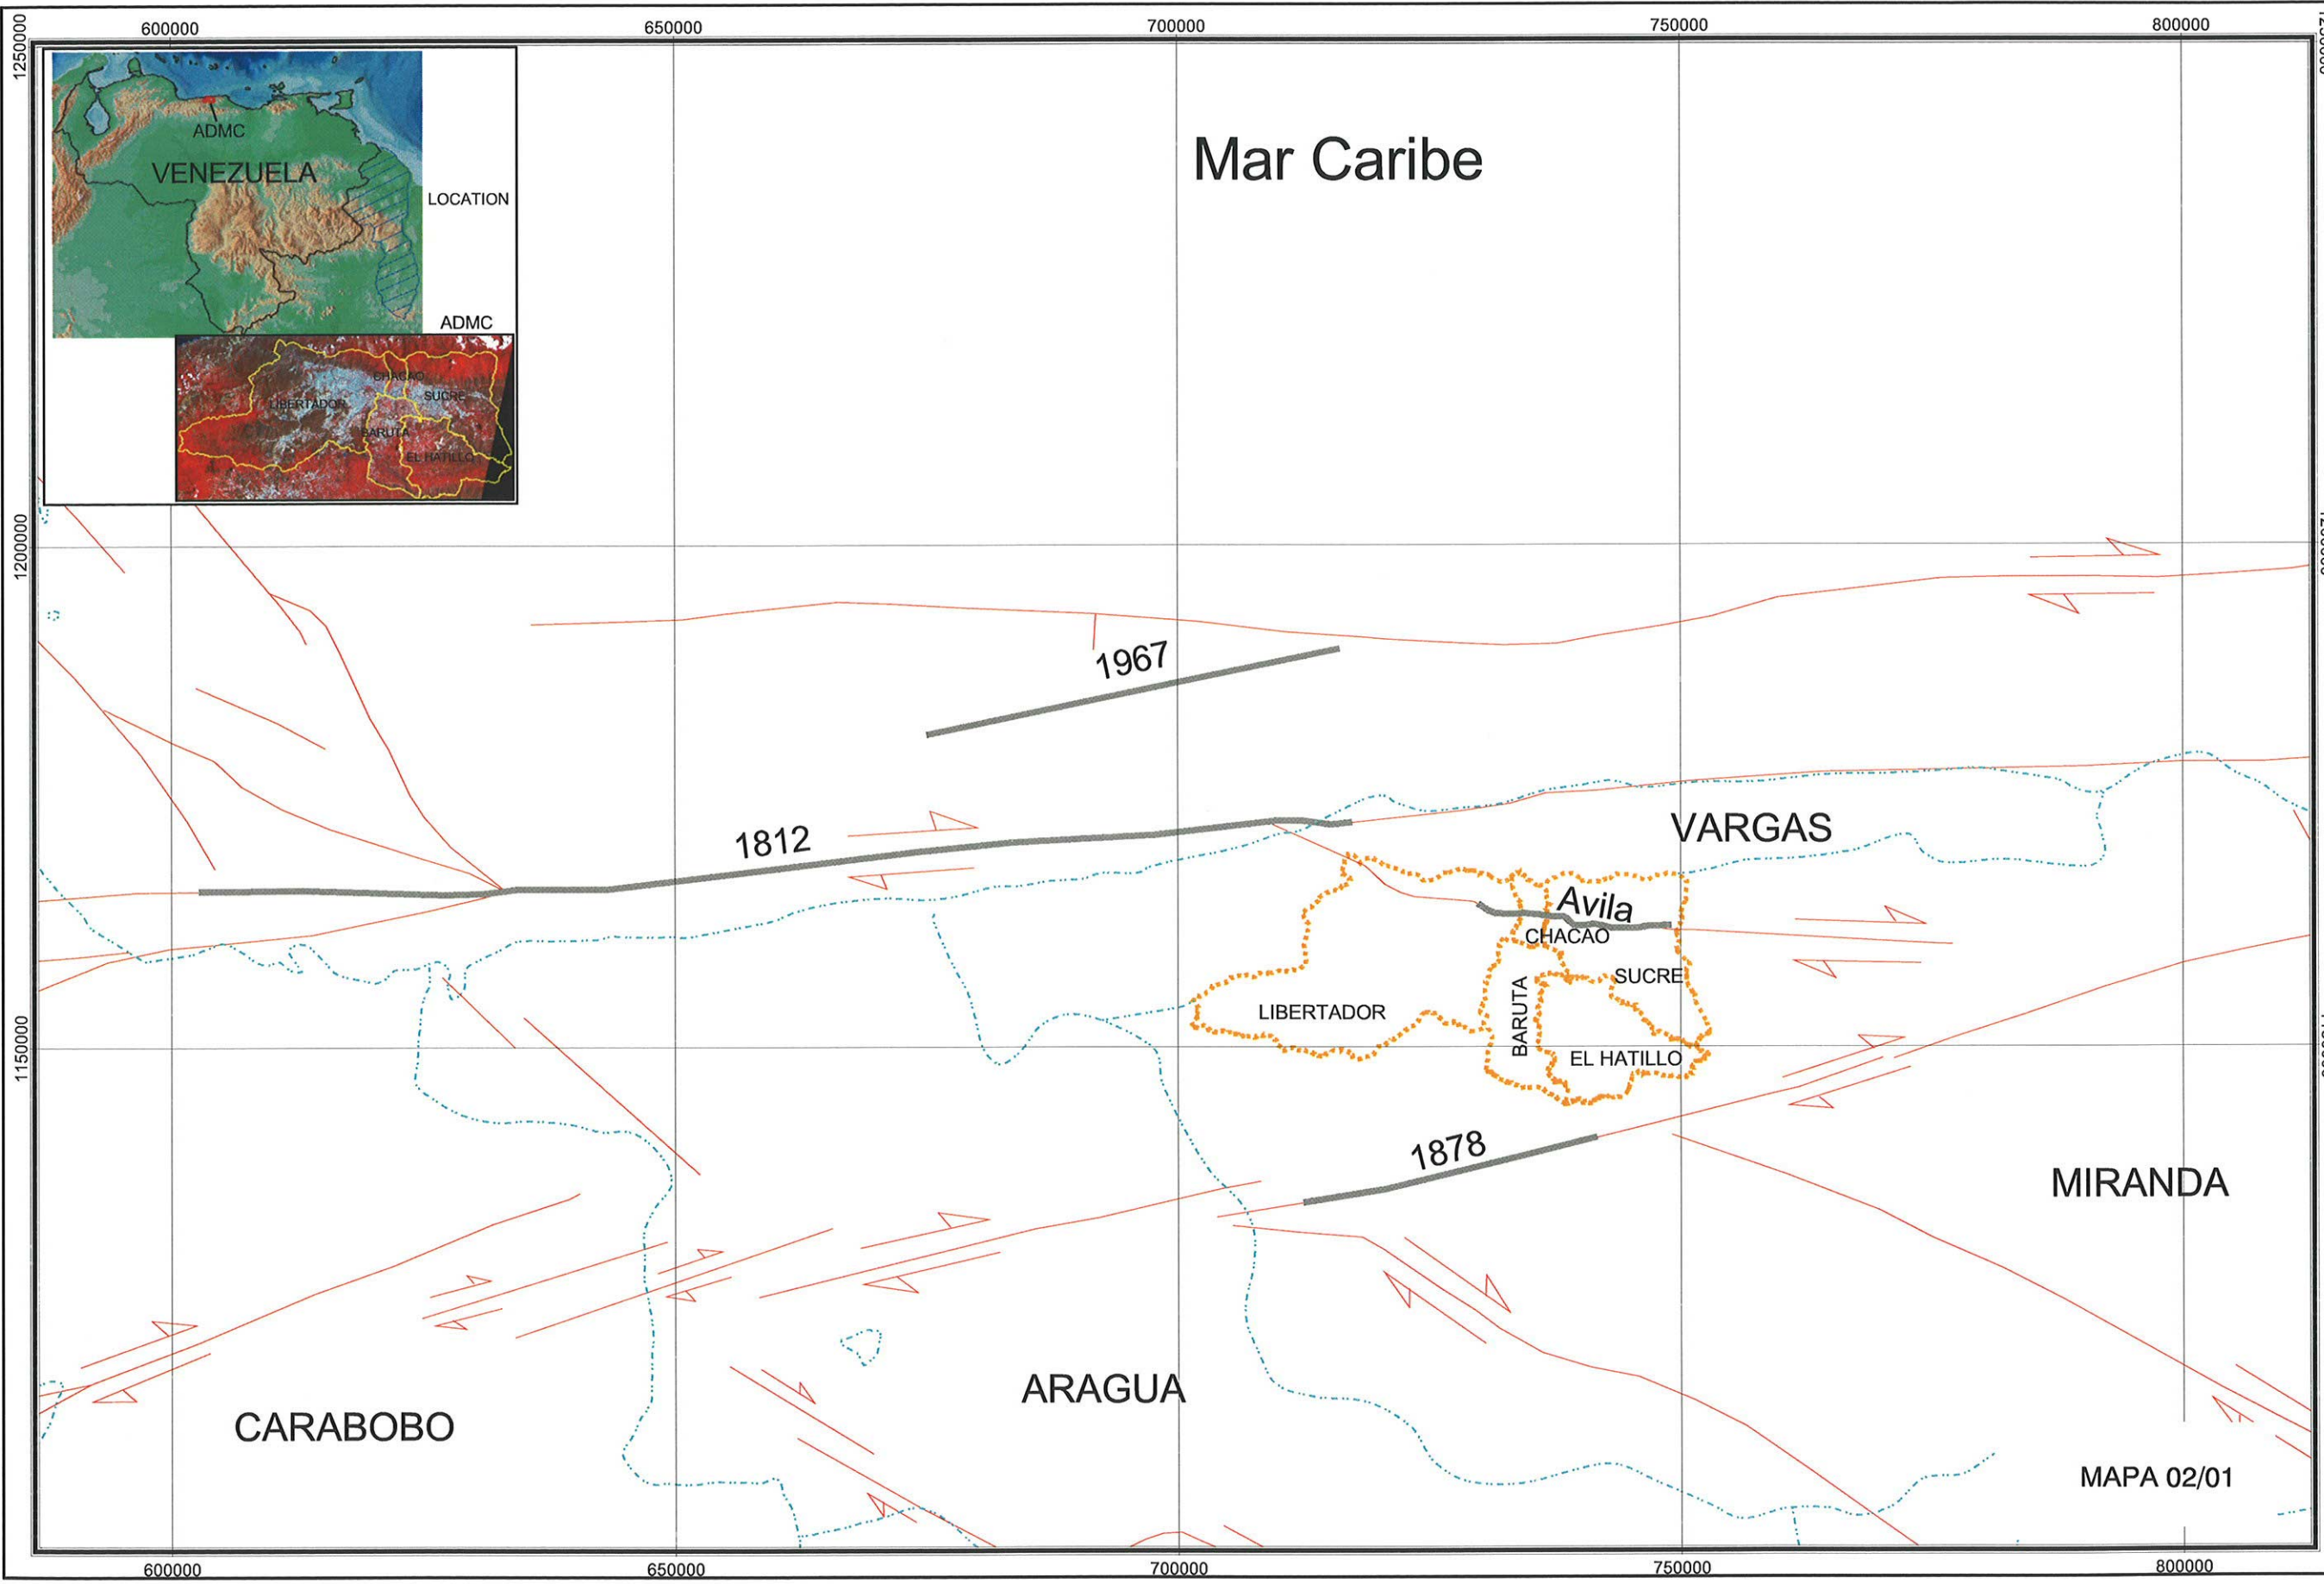 600000
650000
700000
750000
800000
1250000
ADMC
VENEZUELA
LOCATION
ADMC
CHACAO
LIBERTADOR
SUCRE
BARUTA
EL HATILLO
Mar Caribe
1200000
1967
1812
VARGAS
Avila
CHACAO
SUCRE
LIBERTADOR
BARUTA
EL HATILLO
1150000
1878
MIRANDA
ARAGUA
CARABOBO
MAPA 02/01
600000
650000
700000
750000
800000